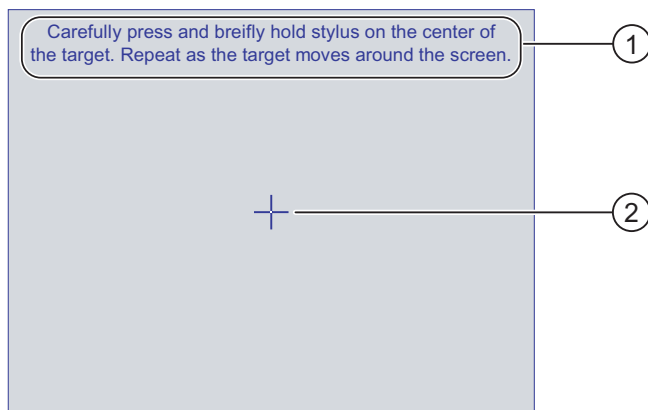 Carefully press and breifly hold stylus on the center of
the target. Repeat as the target moves around the screen.
1
2